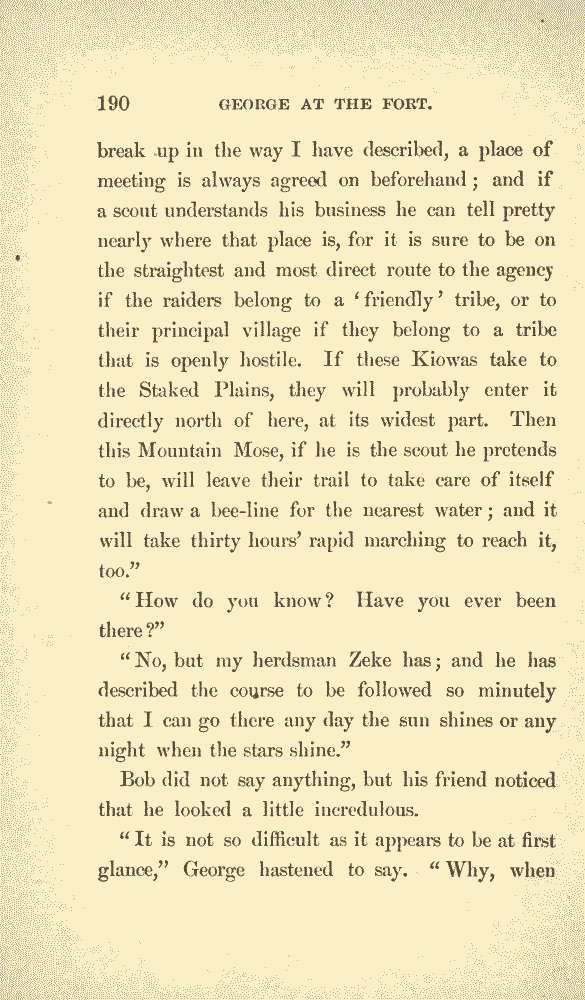 190 GEORGE AT THE FORT.
break up in the way I have described, a place of
meeting is always agreed on beforehand; and if
a scout understands his business he can tell pretty
nearly where that place is, for it is sure to be on
the straightest and most direct route to the agency
if the raiders belong to a ‘friendly’ tribe, or to
their principal village if they belong to a tribe
that is openly hostile. If these Kiowas take to
the Staked Plains, they will probably enter it
directly north of here, at its widest part. Then
this Mountain Mose, if he is the scout he pretends
to be, will leave their trail to take care of itself
and draw a bee-line for the nearest water; and it
will take thirty hours’ rapid marching to reach it,
too.”
“How do you know? Have you ever been
there?”
“No, but my herdsman Zeke has; and he has
described the course to be followed so minutely
that I can go there any day the sun shines or any
night when the stars shine.”
Bob did not say anything, but his friend noticed
that he looked a little incredulous.
“It is not so difficult as it appears to be at first
glance,” George hastened to say. “Why, when